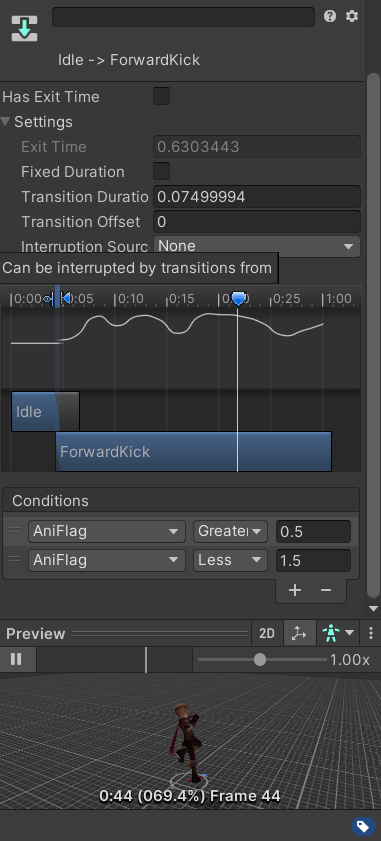 Idle -> ForwardKick
Has Exit Time
Settings
Exit Time 0.6303443
Fixed Duration
Transition Duratio 0.07499994
Transition Offset 0
Interruption Sourc None
Can be interrupted by transitions from
0:00 0:05 0:10 0:15 0:25 1:00
Idle
ForwardKick
Conditions
AniFlag Greater 0.5
AniFlag Less 1.5
Preview 2D
1.00x
0:44 (069.4%) Frame 44